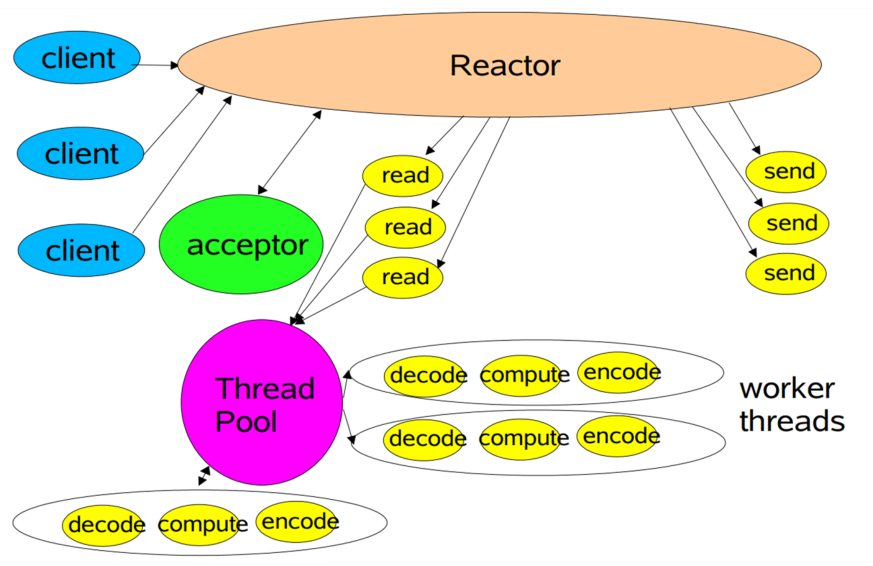 client
Reactor
client
client
acceptor
read
read
read
send
send
send
Thread
Pool
decode compute encode
decode compute encode
worker
threads
decode compute encode